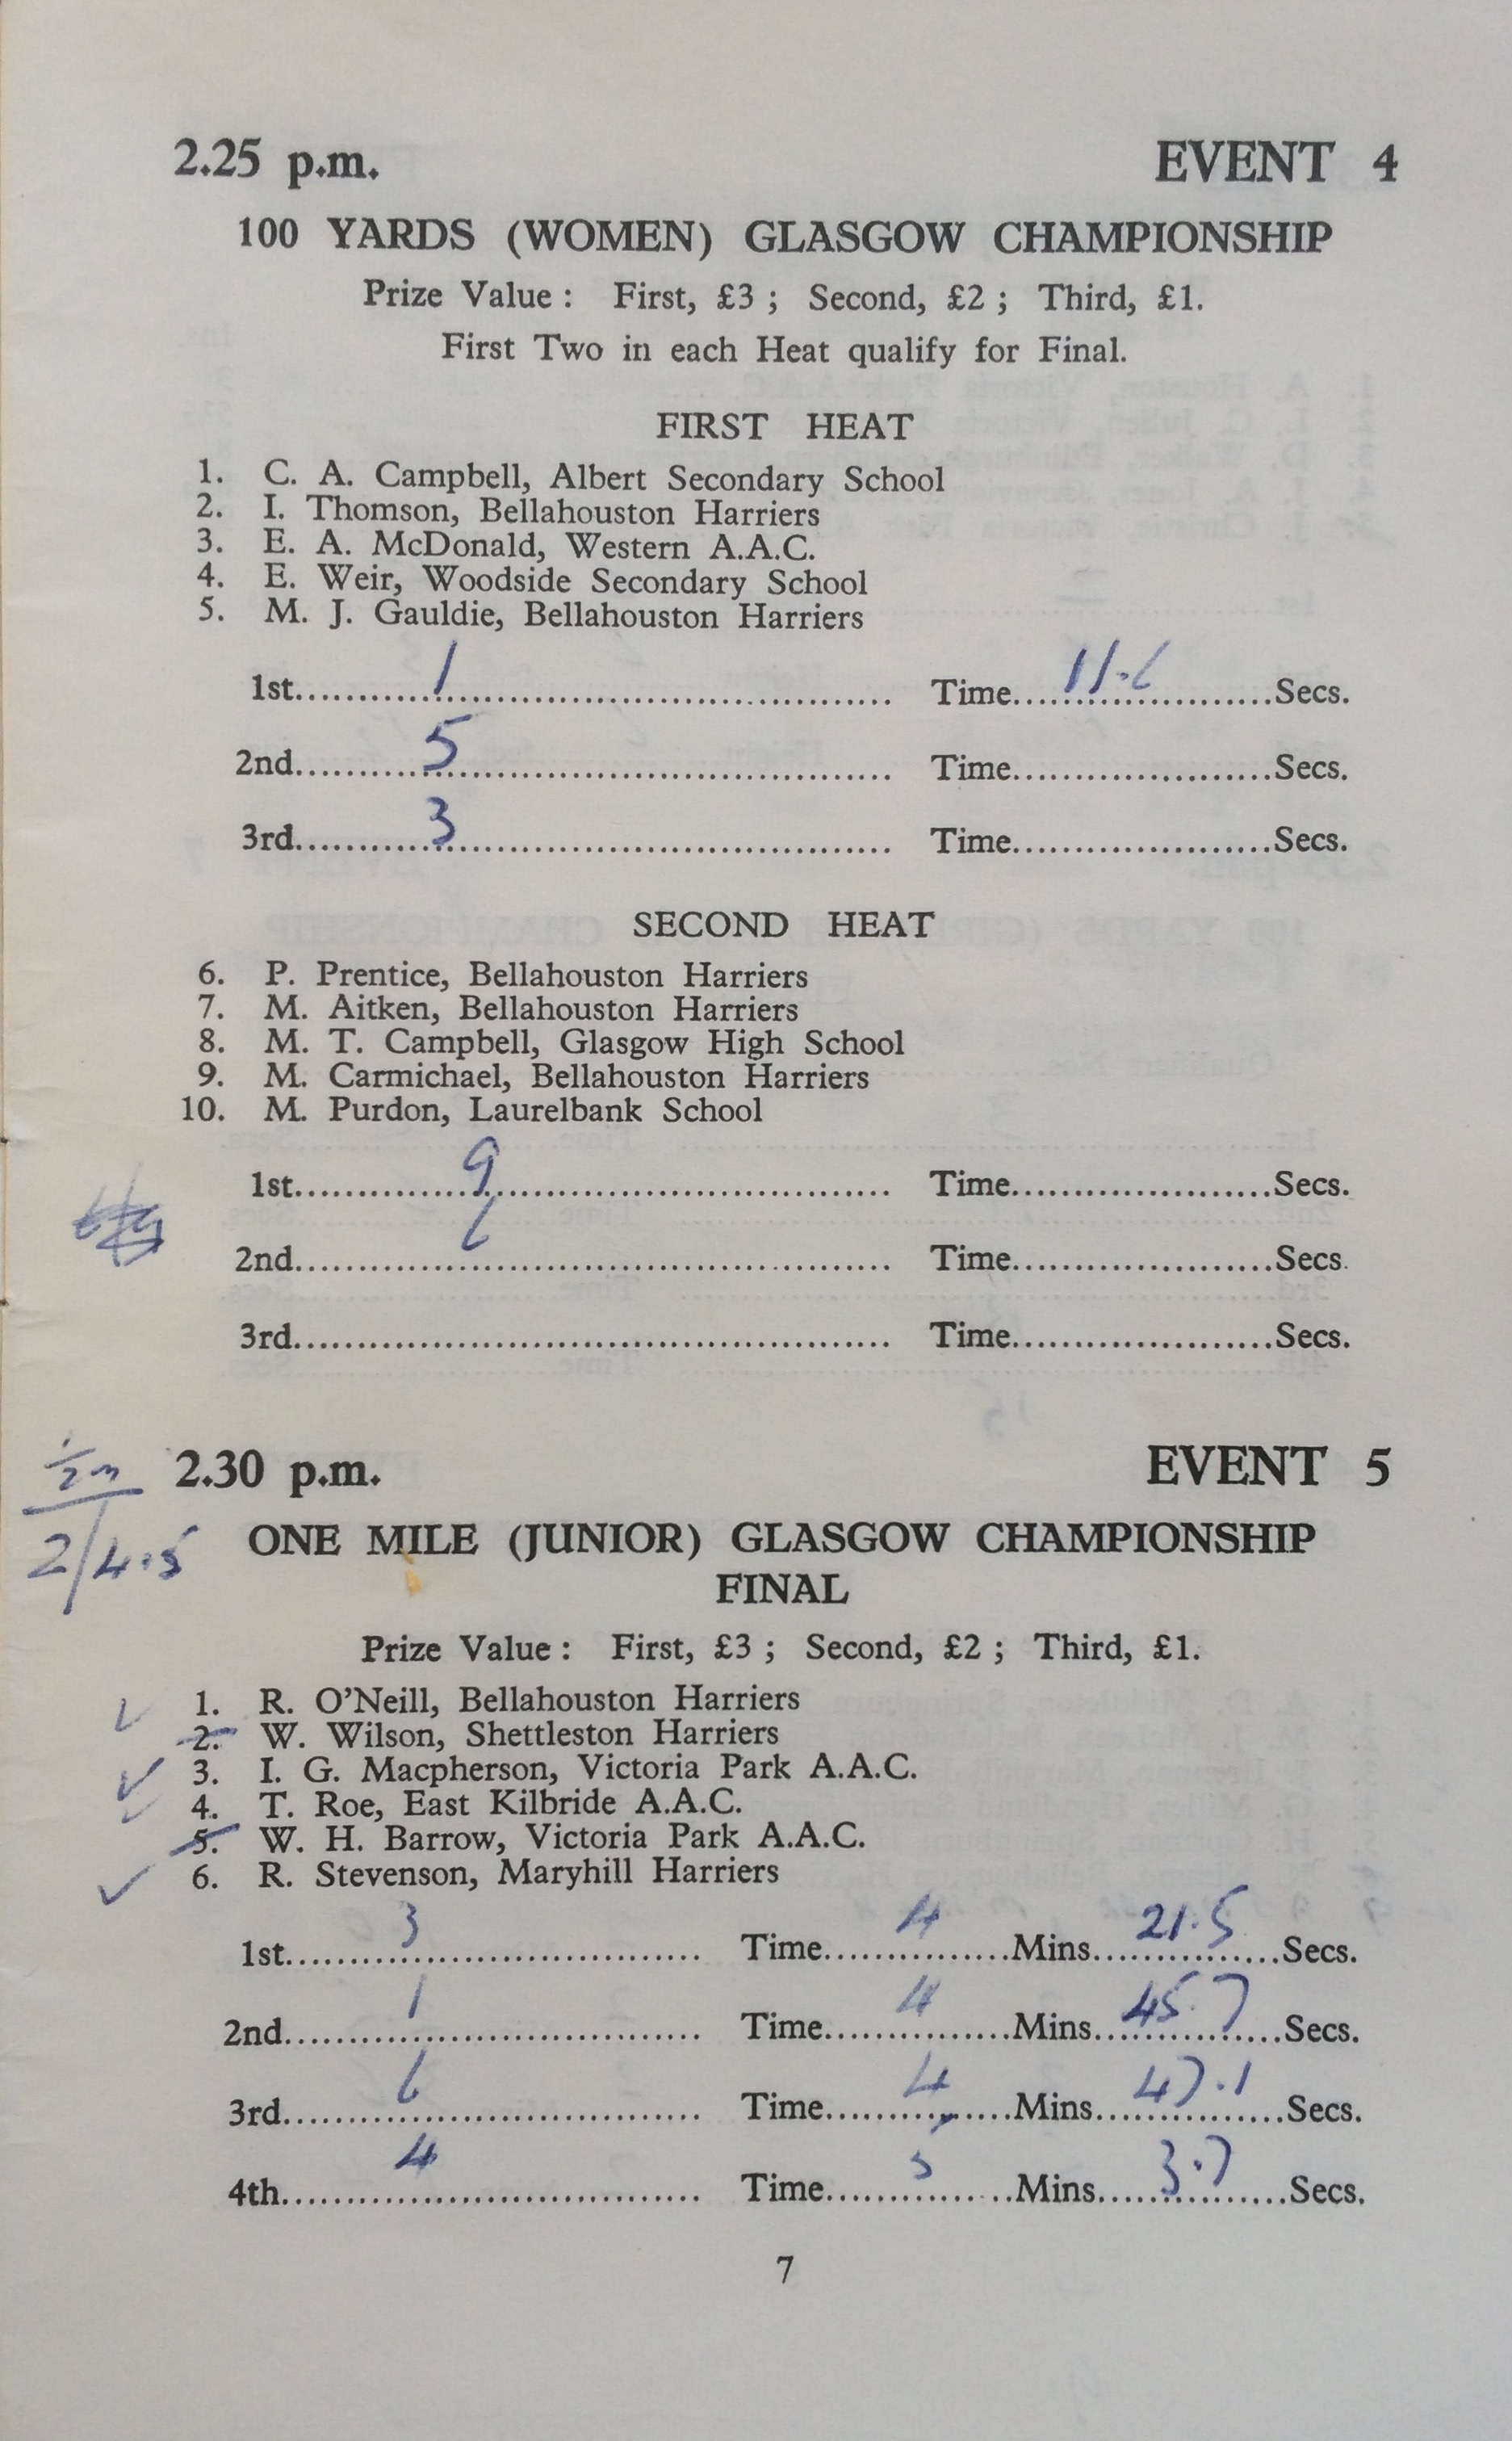 2.25 p.m. EVENT 4
100 YARDS (WOMEN) GLASGOW CHAMPIONSHIP
Prize Value : First, £3 ; Second, £2 ; Third, £1.
First Two in each Heat qualify for Final.
FIRST HEAT
1. C. A. Campbell, Albert Secondary School
2. I. Thomson, Bellahouston Harriers
3. E. A. McDonald, Western A.A.C.
4. E. Weir, Woodside Secondary School
5. M. J. Gauldie, Bellahouston Harriers
1st 1 Time 11.6 Secs.
2nd 5 Time Secs.
3rd 3 Time Secs.
SECOND HEAT
6. P. Prentice, Bellahouston Harriers
7. M. Aitken, Bellahouston Harriers
8. M. T. Campbell, Glasgow High School
9. M. Carmichael, Bellahouston Harriers
10. M. Purdon, Laurelbank School
1st 9 Time Secs.
2nd 6 Time Secs.
3rd Time Secs.
½ m
2.30 p.m. EVENT 5
2/4.5
ONE MILE (JUNIOR) GLASGOW CHAMPIONSHIP
FINAL
Prize Value : First, £3 ; Second, £2 ; Third, £1.
✓ 1. R. O'Neill, Bellahouston Harriers
2. W. Wilson, Shettleston Harriers
✓ 3. I. G. Macpherson, Victoria Park A.A.C.
✓ 4. T. Roe, East Kilbride A.A.C.
5. W. H. Barrow, Victoria Park A.A.C.
✓ 6. R. Stevenson, Maryhill Harriers
1st 3 Time 4 Mins 21.5 Secs.
2nd 1 Time 4 Mins 45.7 Secs.
3rd 6 Time 4 Mins 47.1 Secs.
4th 4 Time 5 Mins 3.7 Secs.
7